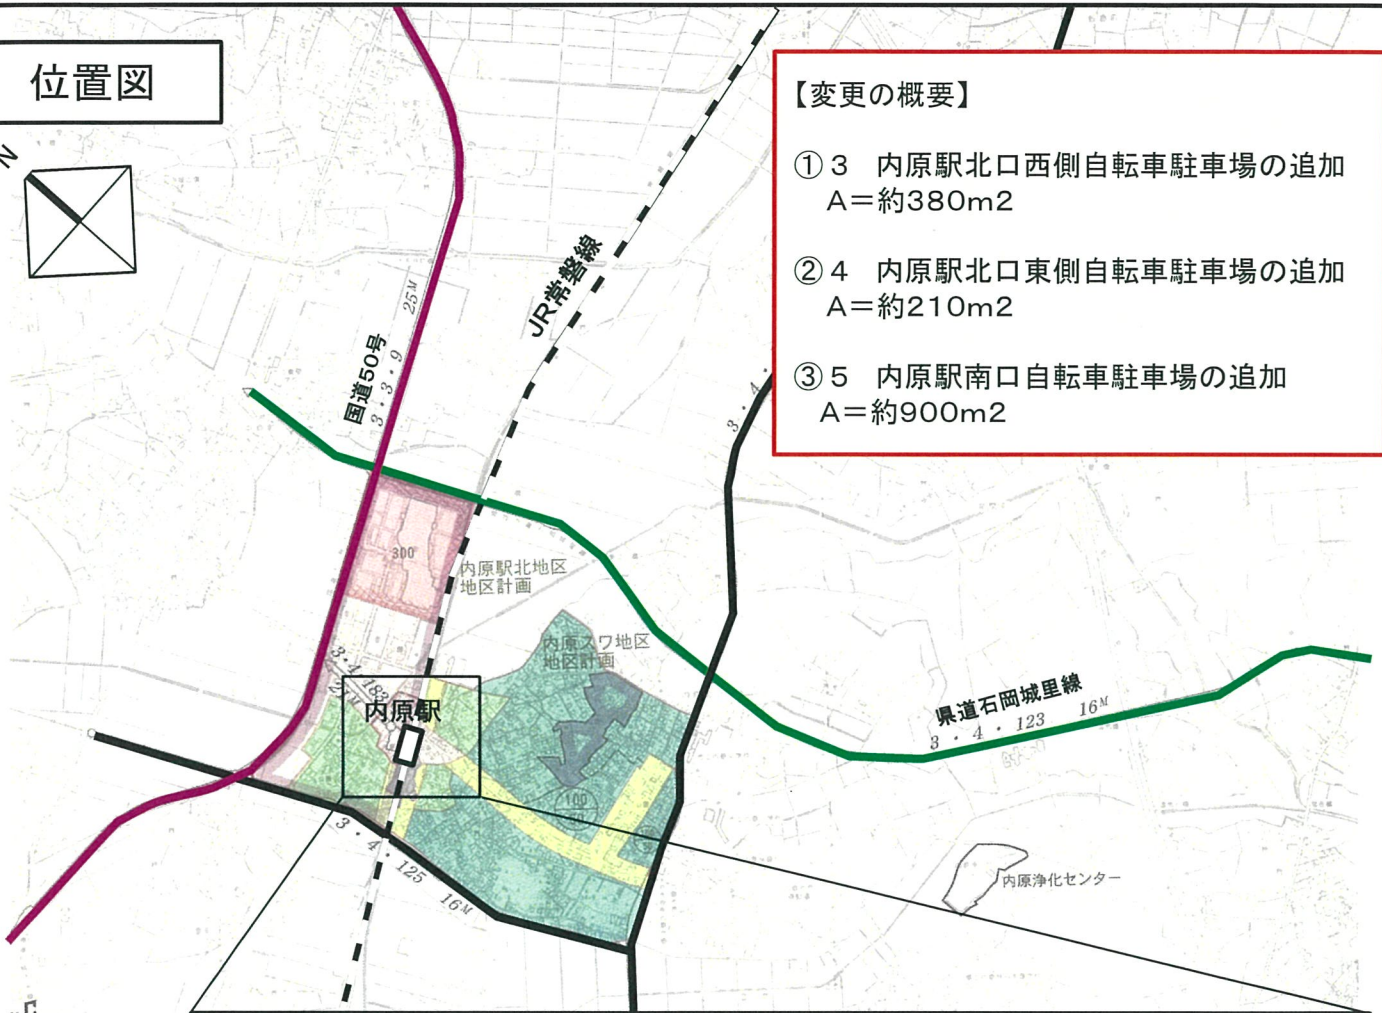 位置図
N
【変更の概要】
①3 内原駅北口西側自転車駐車場の追加
A=約380m2
②4 内原駅北口東側自転車駐車場の追加
A=約210m2
③5 内原駅南口自転車駐車場の追加
A=約900m2
JR常磐線
国道50号
3・3・9 25M
3・4・
300
内原駅北地区
地区計画
内原スワ地区
地区計画
3・4・183
21M
内原駅
県道石岡城里線
3・4・123 16M
100
3・4・125 16M
内原浄化センター